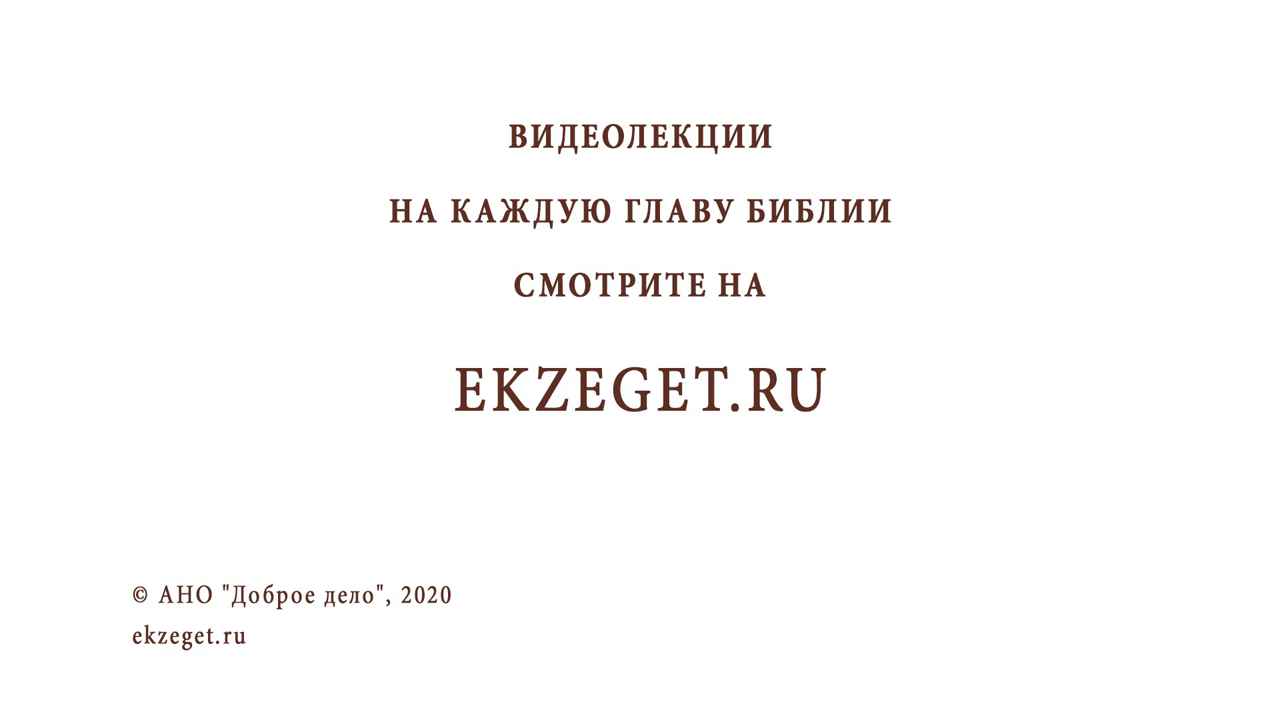 ВИДЕОЛЕКЦИИ
НА КАЖДУЮ ГЛАВУ БИБЛИИ
СМОТРИТЕ НА
EKZEGET.RU
© АНО "Доброе дело", 2020
ekzeget.ru